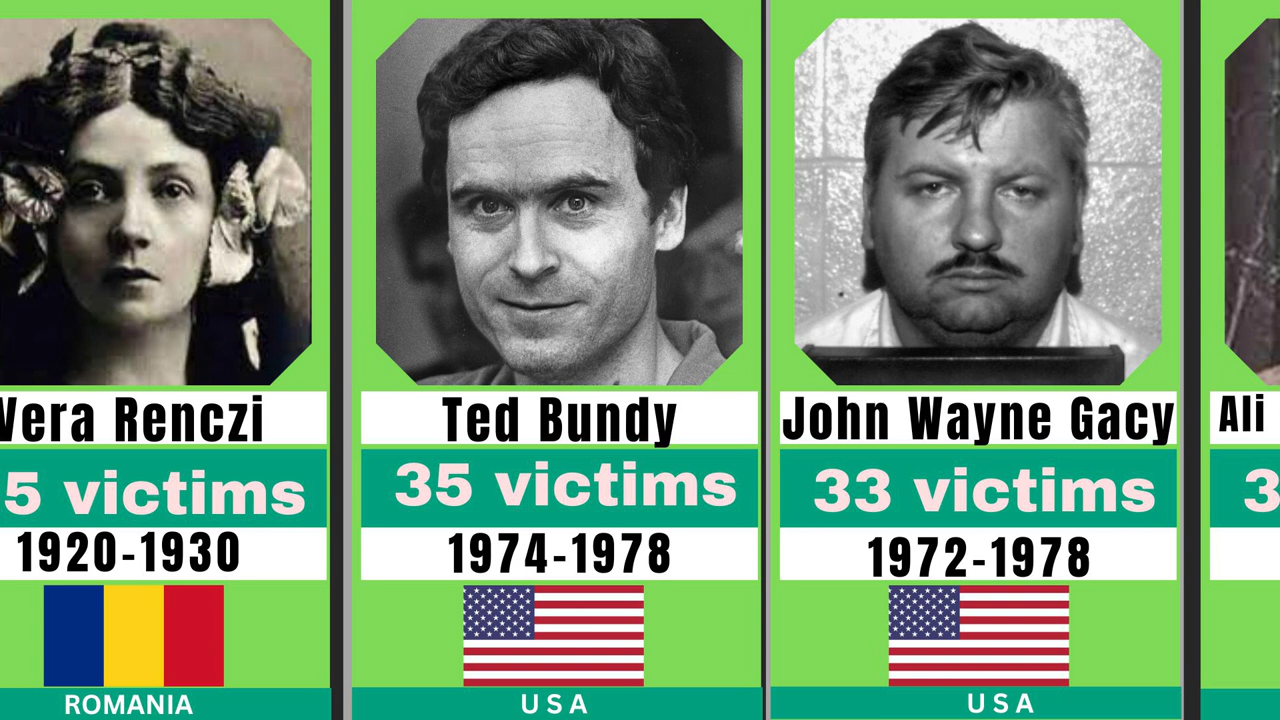 Vera Renczi
5 victims
1920-1930
ROMANIA
Ted Bundy
35 victims
1974-1978
USA
John Wayne Gacy
33 victims
1972-1978
USA
Ali
3